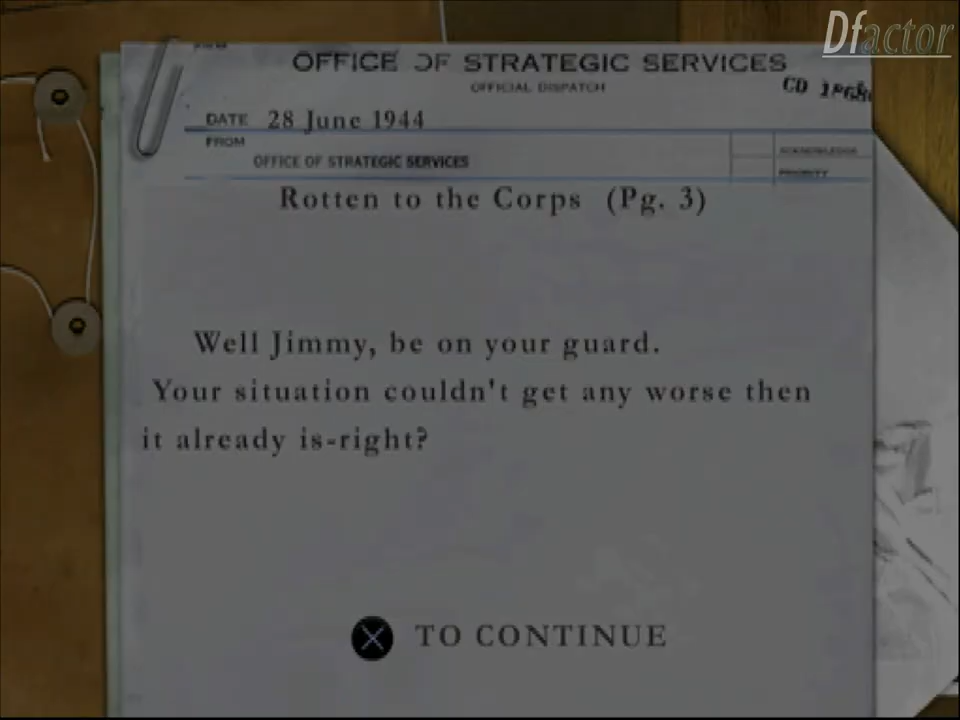 Dfactor
OFFICE OF STRATEGIC SERVICES
OFFICIAL DISPATCH
DATE 28 June 1944
FROM
OFFICE OF STRATEGIC SERVICES
ACKNOWLEDGE
PRIORITY
Rotten to the Corps (Pg. 3)
Well Jimmy, be on your guard.
Your situation couldn't get any worse then
it already is-right?
TO CONTINUE